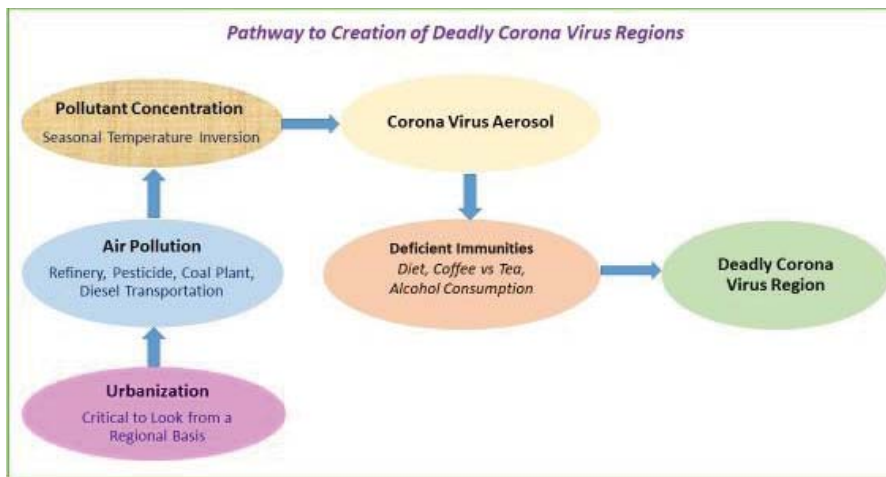 Pathway to Creation of Deadly Corona Virus Regions
Pollutant Concentration
Seasonal Temperature Inversion
Corona Virus Aerosol
Air Pollution
Refinery, Pesticide, Coal Plant,
Diesel Transportation
Deficient Immunities
Diet, Coffee vs Tea,
Alcohol Consumption
Deadly Corona
Virus Region
Urbanization
Critical to Look from a
Regional Basis